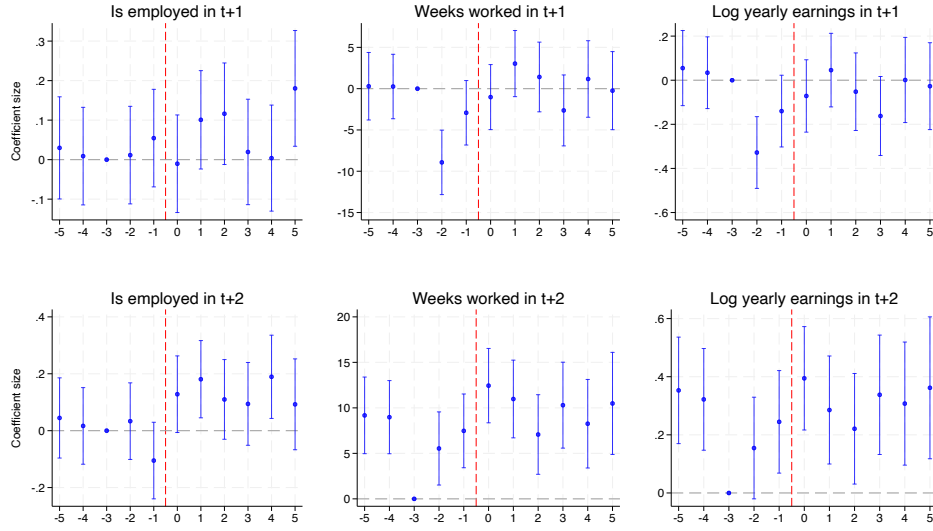 Is employed in t+1
Weeks worked in t+1
Log yearly earnings in t+1
Coefficient size
.3
.2
.1
0
-.1
-5 -4 -3 -2 -1 0 1 2 3 4 5
5
0
-5
-10
-15
-5 -4 -3 -2 -1 0 1 2 3 4 5
.2
0
-.2
-.4
-.6
-5 -4 -3 -2 -1 0 1 2 3 4 5
Is employed in t+2
Weeks worked in t+2
Log yearly earnings in t+2
Coefficient size
.4
.2
0
-.2
-5 -4 -3 -2 -1 0 1 2 3 4 5
20
15
10
5
0
-5 -4 -3 -2 -1 0 1 2 3 4 5
.6
.4
.2
0
-5 -4 -3 -2 -1 0 1 2 3 4 5